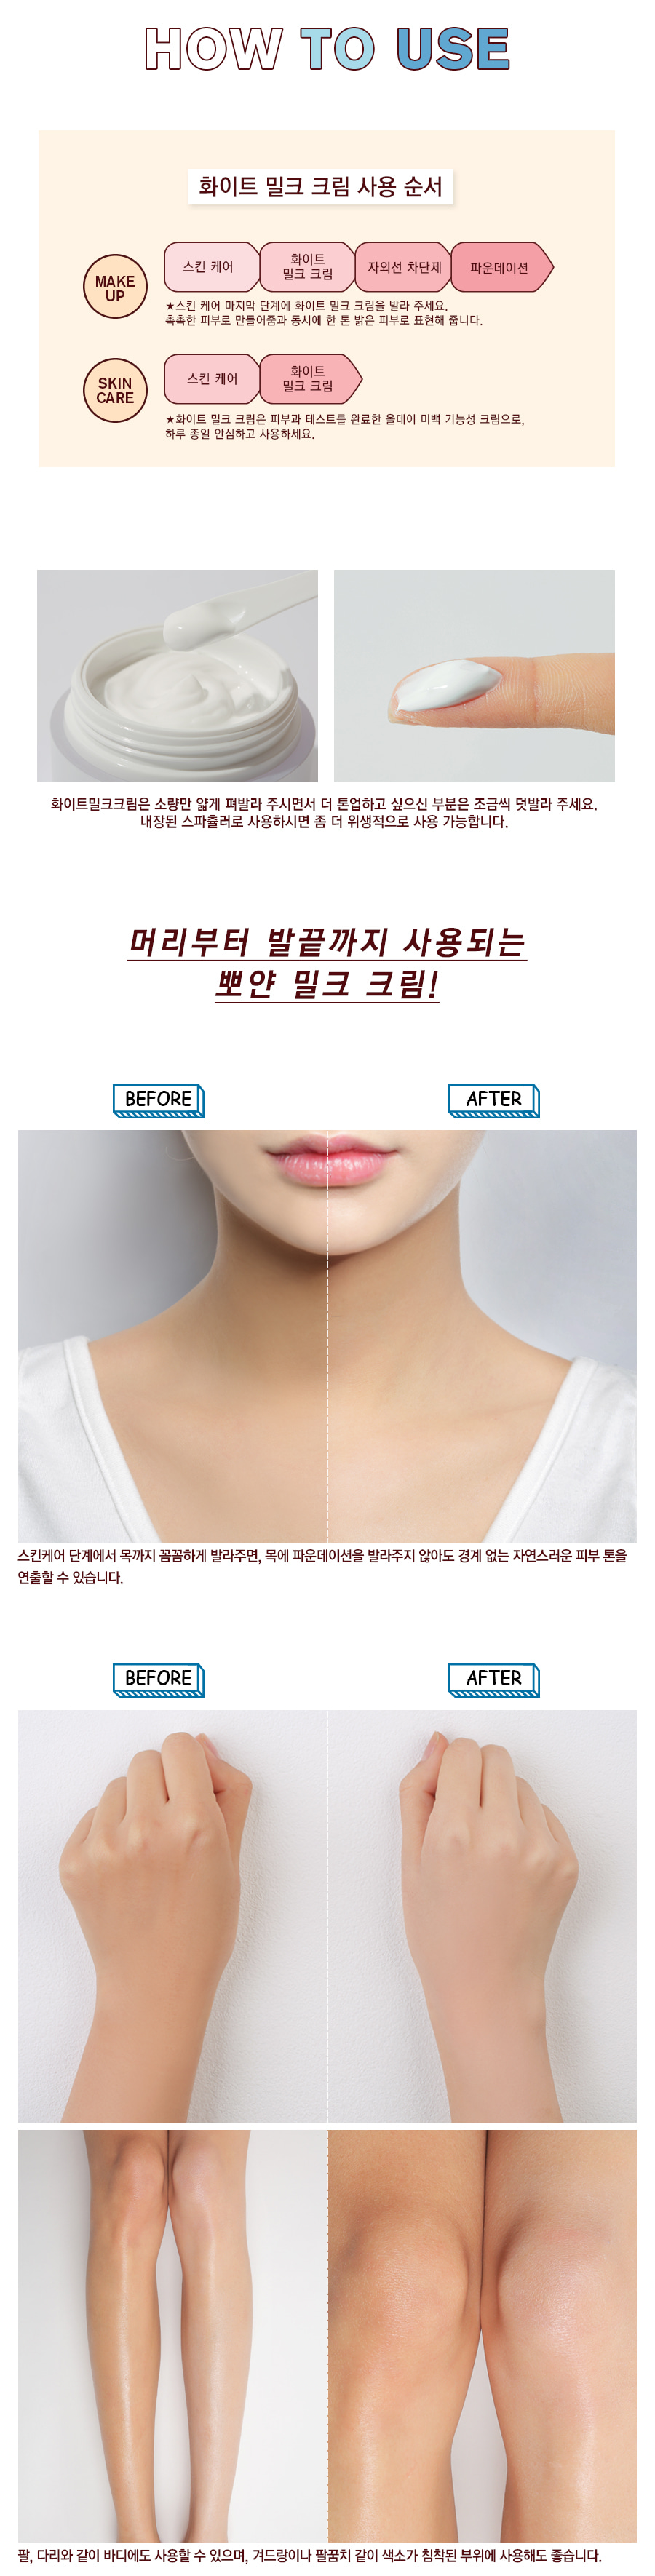 HOW TO USE
화이트 밀크 크림 사용 순서
MAKE
UP
스킨 케어
화이트
밀크 크림
자외선 차단제
파운데이션
★스킨 케어 마지막 단계에 화이트 밀크 크림을 발라 주세요.
촉촉한 피부로 만들어줌과 동시에 한 톤 밝은 피부로 표현해 줍니다.
SKIN
CARE
스킨 케어
화이트
밀크 크림
★화이트 밀크 크림은 피부과 테스트를 완료한 올데이 미백 기능성 크림으로,
하루 종일 안심하고 사용하세요.
화이트밀크크림은 소량만 얇게 펴발라 주시면서 더 톤업하고 싶으신 부분은 조금씩 덧발라 주세요.
내장된 스파츌러로 사용하시면 좀 더 위생적으로 사용 가능합니다.
머리부터 발끝까지 사용되는
뽀얀 밀크 크림!
BEFORE
AFTER
스킨케어 단계에서 목까지 꼼꼼하게 발라주면, 목에 파운데이션을 발라주지 않아도 경계 없는 자연스러운 피부 톤을
연출할 수 있습니다.
BEFORE
AFTER
팔, 다리와 같이 바디에도 사용할 수 있으며, 겨드랑이나 팔꿈치 같이 색소가 침착된 부위에 사용해도 좋습니다.